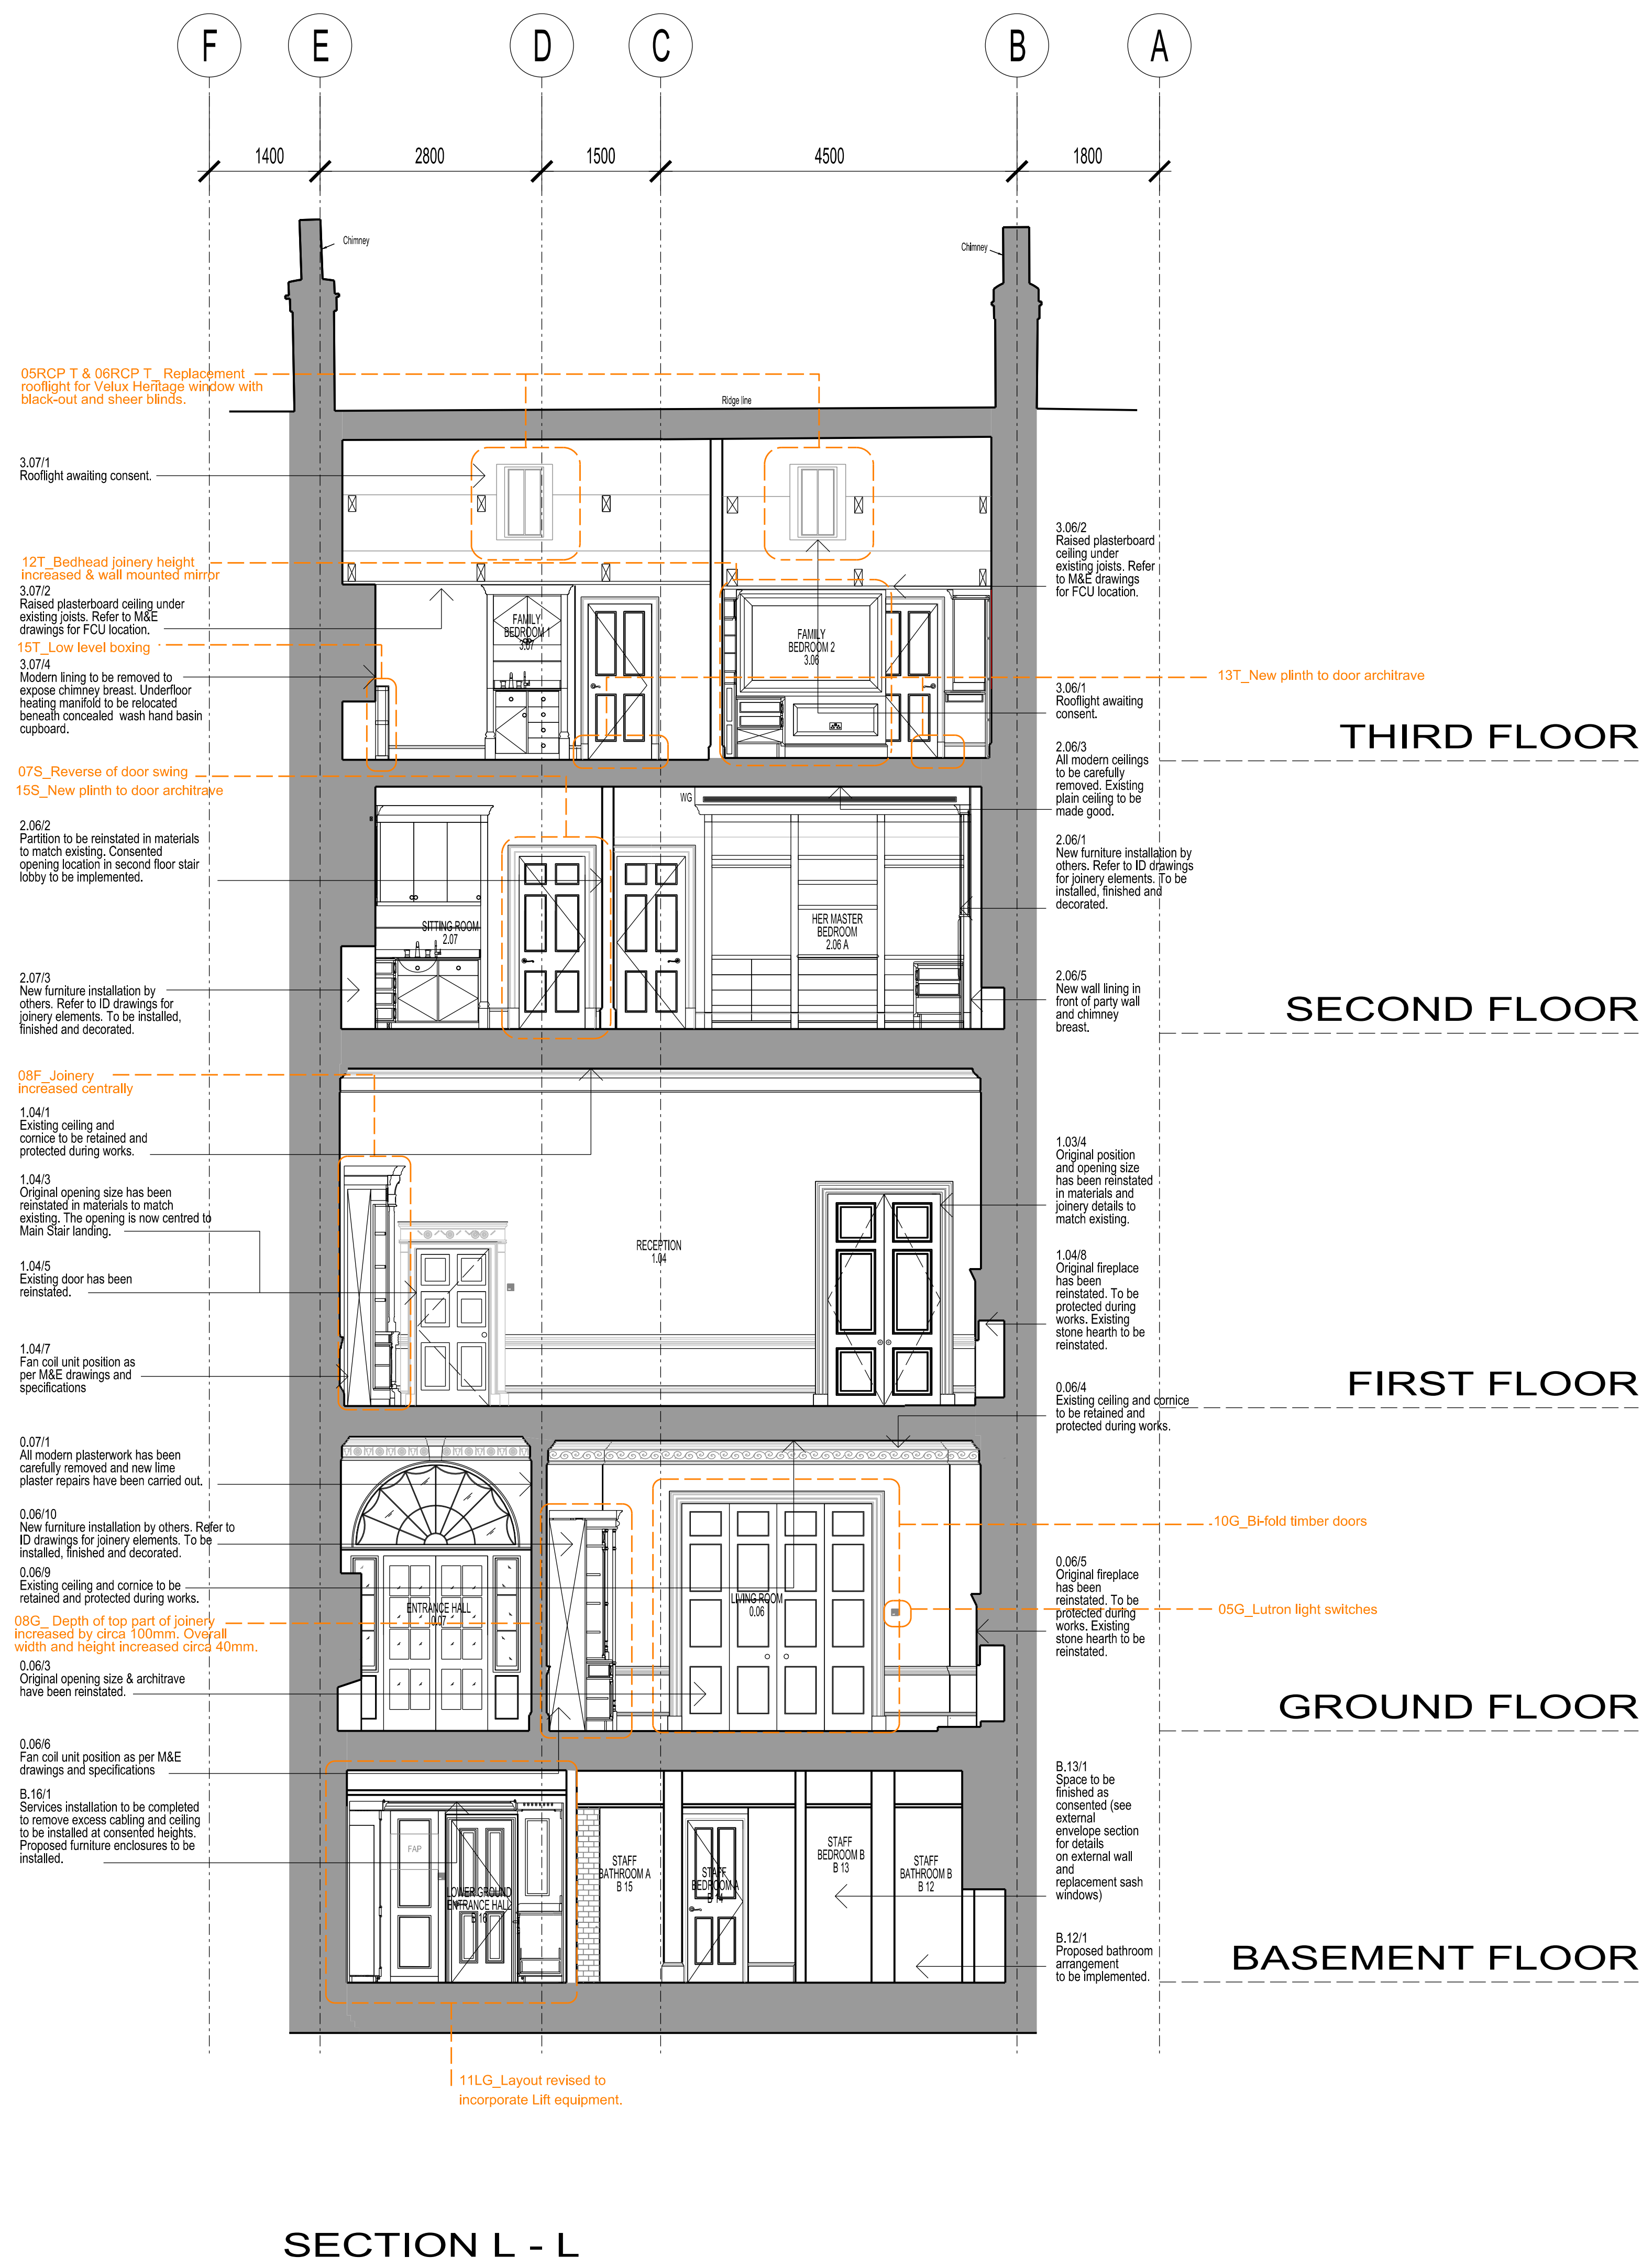 F
E
D
C
B
A
1400
2800
1500
4500
1800
Chimney
Chimney
05RCP T & 06RCP T_ Replacement
rooflight for Velux Heritage window with
black-out and sheer blinds.
Ridge line
3.07/1
Rooflight awaiting consent.
12T_Bedhead joinery height
increased & wall mounted mirror
3.07/2
Raised plasterboard ceiling under
existing joists. Refer to M&E
drawings for FCU location.
15T_Low level boxing
3.07/4
Modern lining to be removed to
expose chimney breast. Underfloor
heating manifold to be relocated
beneath concealed wash hand basin
cupboard.
FAMILY
BEDROOM 1
3.07
FAMILY
BEDROOM 2
3.06
3.06/2
Raised plasterboard
ceiling under
existing joists. Refer
to M&E drawings
for FCU location.
13T_New plinth to door architrave
3.06/1
Rooflight awaiting
consent.
THIRD FLOOR
07S_Reverse of door swing
15S_New plinth to door architrave
2.06/2
Partition to be reinstated in materials
to match existing. Consented
opening location in second floor stair
lobby to be implemented.
2.07/3
New furniture installation by
others. Refer to ID drawings for
joinery elements. To be installed,
finished and decorated.
WG
SITTING ROOM
2.07
HER MASTER
BEDROOM
2.06 A
2.06/3
All modern ceilings
to be carefully
removed. Existing
plain ceiling to be
made good.
2.06/1
New furniture installation by
others. Refer to ID drawings
for joinery elements. To be
installed, finished and
decorated.
2.06/5
New wall lining in
front of party wall
and chimney
breast.
SECOND FLOOR
08F_Joinery
increased centrally
1.04/1
Existing ceiling and
cornice to be retained and
protected during works.
1.04/3
Original opening size has been
reinstated in materials to match
existing. The opening is now centred to
Main Stair landing.
1.04/5
Existing door has been
reinstated.
1.04/7
Fan coil unit position as
per M&E drawings and
specifications
RECEPTION
1.04
1.03/4
Original position
and opening size
has been reinstated
in materials and
joinery details to
match existing.
1.04/8
Original fireplace
has been
reinstated. To be
protected during
works. Existing
stone hearth to be
reinstated.
FIRST FLOOR
0.06/4
Existing ceiling and cornice
to be retained and
protected during works.
0.07/1
All modern plasterwork has been
carefully removed and new lime
plaster repairs have been carried out.
0.06/10
New furniture installation by others. Refer to
ID drawings for joinery elements. To be
installed, finished and decorated.
0.06/9
Existing ceiling and cornice to be
retained and protected during works.
08G_ Depth of top part of joinery
increased by circa 100mm. Overall
width and height increased circa 40mm.
0.06/3
Original opening size & architrave
have been reinstated.
ENTRANCE HALL
0.07
LIVING ROOM
0.06
10G_Bi-fold timber doors
0.06/5
Original fireplace
has been
reinstated. To be
protected during
works. Existing
stone hearth to be
reinstated.
05G_Lutron light switches
GROUND FLOOR
0.06/6
Fan coil unit position as per M&E
drawings and specifications
B.16/1
Services installation to be completed
to remove excess cabling and ceiling
to be installed at consented heights.
Proposed furniture enclosures to be
installed.
FAP
LOWER GROUND
ENTRANCE HALL
B 16
STAFF
BATHROOM A
B 15
STAFF
BEDROOM A
B 14
STAFF
BEDROOM B
B 13
STAFF
BATHROOM B
B 12
B.13/1
Space to be
finished as
consented (see
external
envelope section
for details
on external wall
and
replacement sash
windows)
B.12/1
Proposed bathroom
arrangement
to be implemented.
BASEMENT FLOOR
11LG_Layout revised to
incorporate Lift equipment.
SECTION L - L